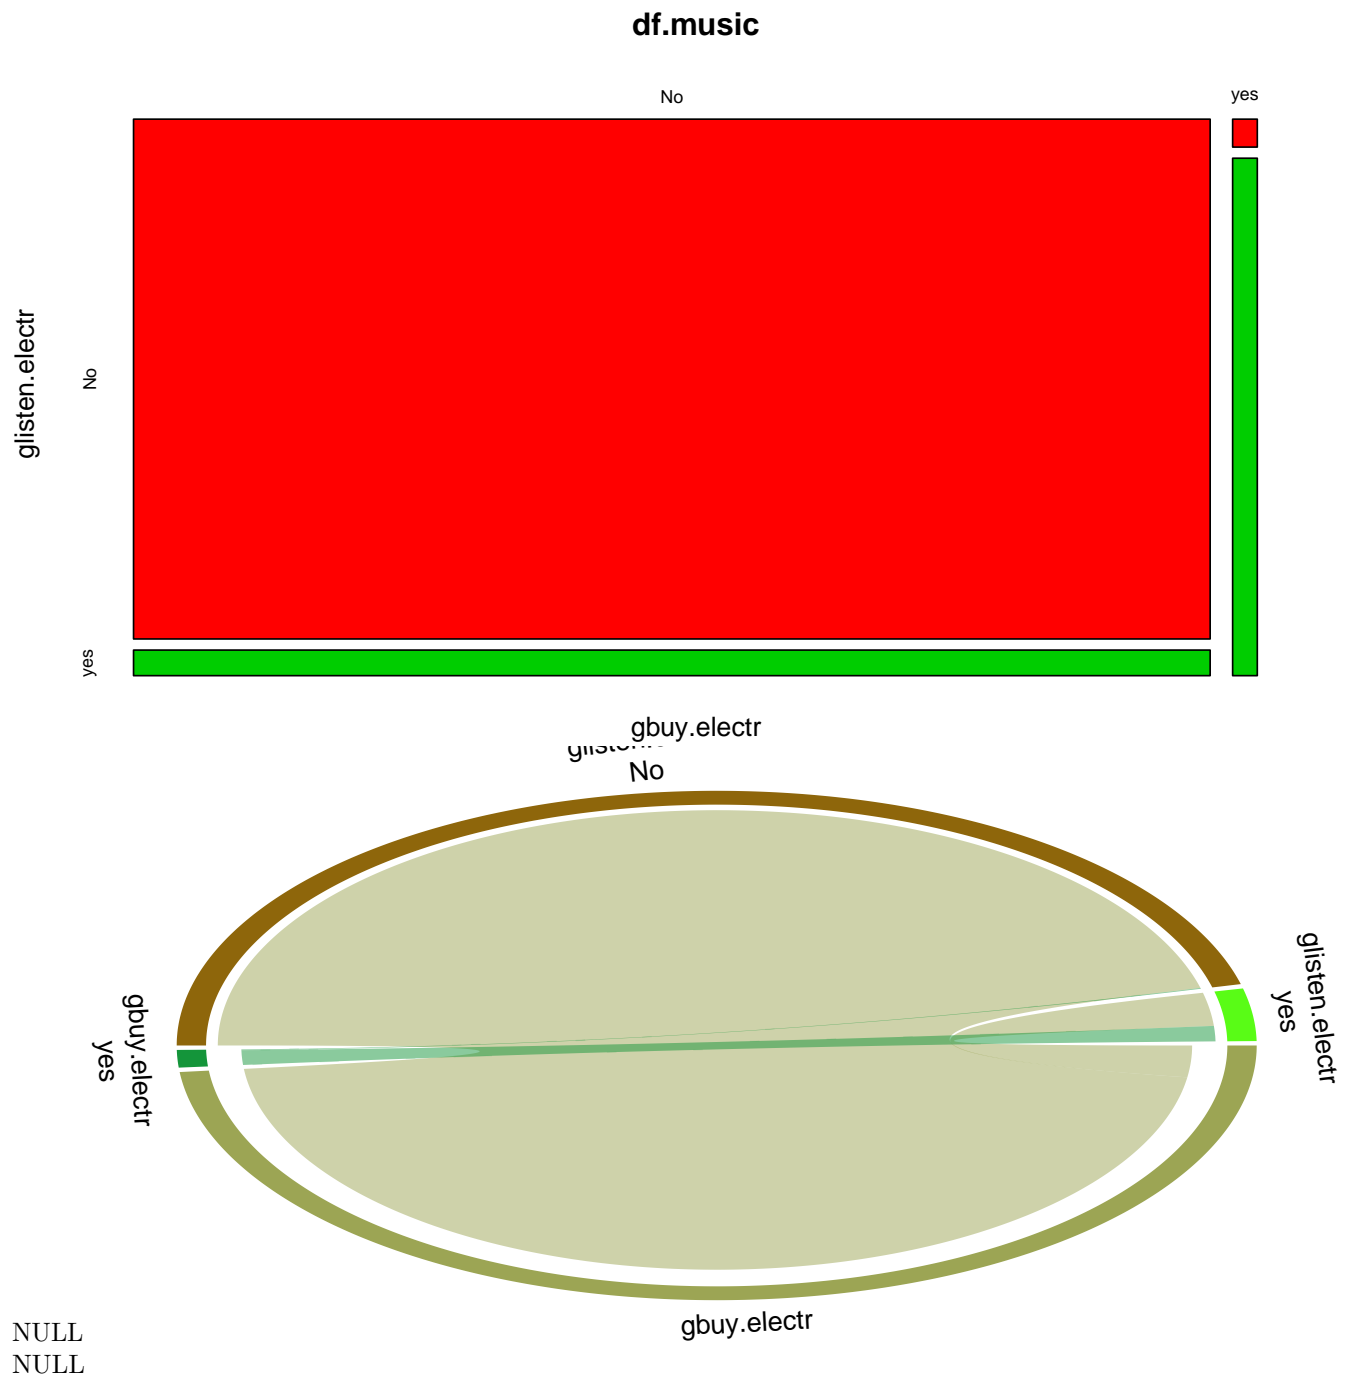 df.music
No
yes
glisten.electr
No
yes
gbuy.electr
No
glisten.electr
yes
gbuy.electr
yes
gbuy.electr
NULL
NULL